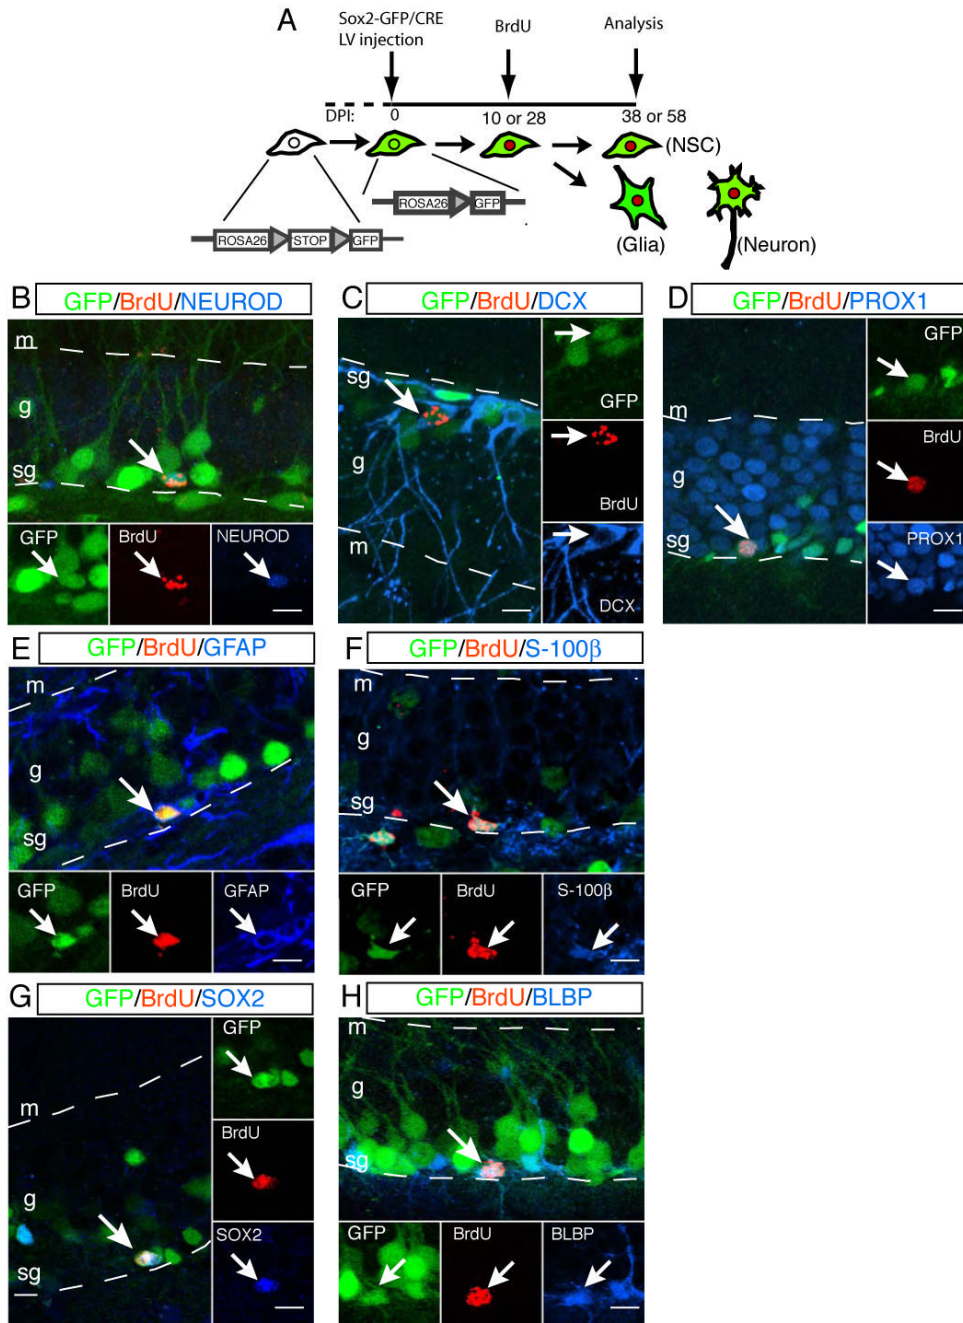 A
Sox2-GFP/CRE
LV injection
BrdU
Analysis
DPI: 0 10 or 28 38 or 58
(NSC)
ROSA26 GFP
ROSA26 STOP GFP
(Glia) (Neuron)
B GFP/BrdU/NEUROD
m
g
sg
GFP BrdU NEUROD
C GFP/BrdU/DCX
sg
g
m
GFP
BrdU
DCX
D GFP/BrdU/PROX1
m
g
sg
GFP
BrdU
PROX1
E GFP/BrdU/GFAP
m
g
sg
GFP BrdU GFAP
F GFP/BrdU/S-100β
m
g
sg
GFP BrdU S-100β
G GFP/BrdU/SOX2
m
g
sg
GFP
BrdU
SOX2
H GFP/BrdU/BLBP
m
g
sg
GFP BrdU BLBP